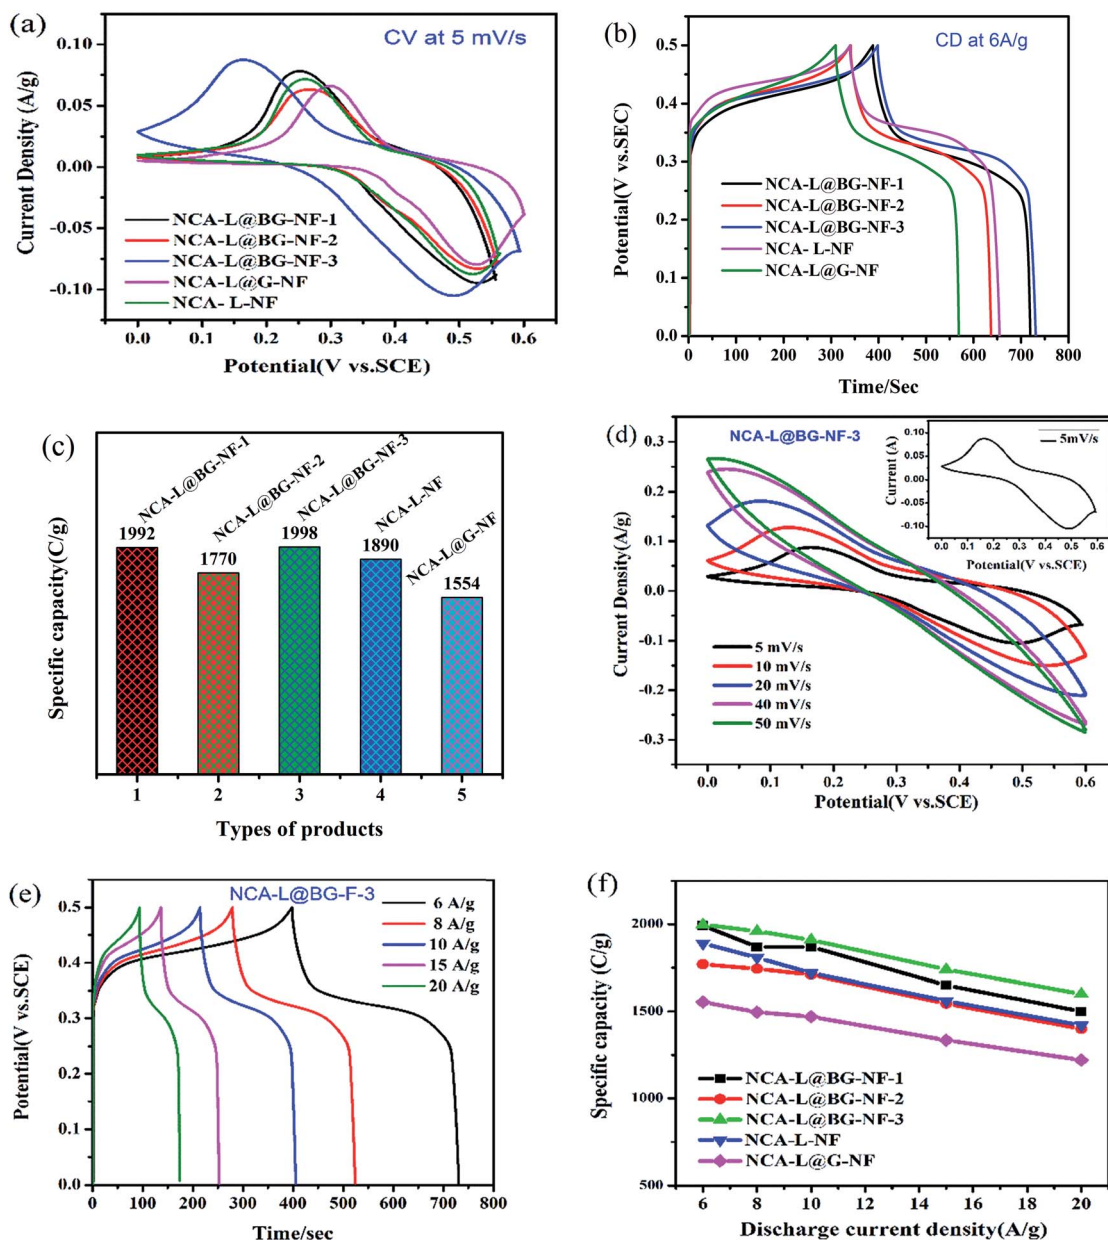 (a)
CV at 5 mV/s
Current Density (A/g)
0.10
0.05
0.00
-0.05
-0.10
NCA-L@BG-NF-1
NCA-L@BG-NF-2
NCA-L@BG-NF-3
NCA-L@G-NF
NCA- L-NF
0.0 0.1 0.2 0.3 0.4 0.5 0.6
Potential(V vs.SCE)
(b)
CD at 6A/g
Potential(V vs.SEC)
0.5
0.4
0.3
0.2
0.1
0.0
NCA-L@BG-NF-1
NCA-L@BG-NF-2
NCA-L@BG-NF-3
NCA- L-NF
NCA-L@G-NF
0 100 200 300 400 500 600 700 800
Time/Sec
(c)
Specific capacity(C/g)
NCA-L@BG-NF-1
NCA-L@BG-NF-2
NCA-L@BG-NF-3
NCA-L-NF
NCA-L@G-NF
1992
1770
1998
1890
1554
1 2 3 4 5
Types of products
(d)
NCA-L@BG-NF-3
Current Density(A/g)
0.3
0.2
0.1
0.0
-0.1
-0.2
-0.3
5 mV/s
10 mV/s
20 mV/s
40 mV/s
50 mV/s
0.0 0.1 0.2 0.3 0.4 0.5 0.6
Potential(V vs.SCE)
5mV/s
Current (A)
0.10
0.05
0.00
-0.05
-0.10
0.0 0.1 0.2 0.3 0.4 0.5 0.6
Potential(V vs.SCE)
(e)
NCA-L@BG-F-3
Potential(V vs.SCE)
0.5
0.4
0.3
0.2
0.1
0.0
6 A/g
8 A/g
10 A/g
15 A/g
20 A/g
0 100 200 300 400 500 600 700 800
Time/sec
(f)
Specific capacity (C/g)
2000
1500
1000
500
NCA-L@BG-NF-1
NCA-L@BG-NF-2
NCA-L@BG-NF-3
NCA-L-NF
NCA-L@G-NF
6 8 10 12 14 16 18 20
Discharge current density(A/g)